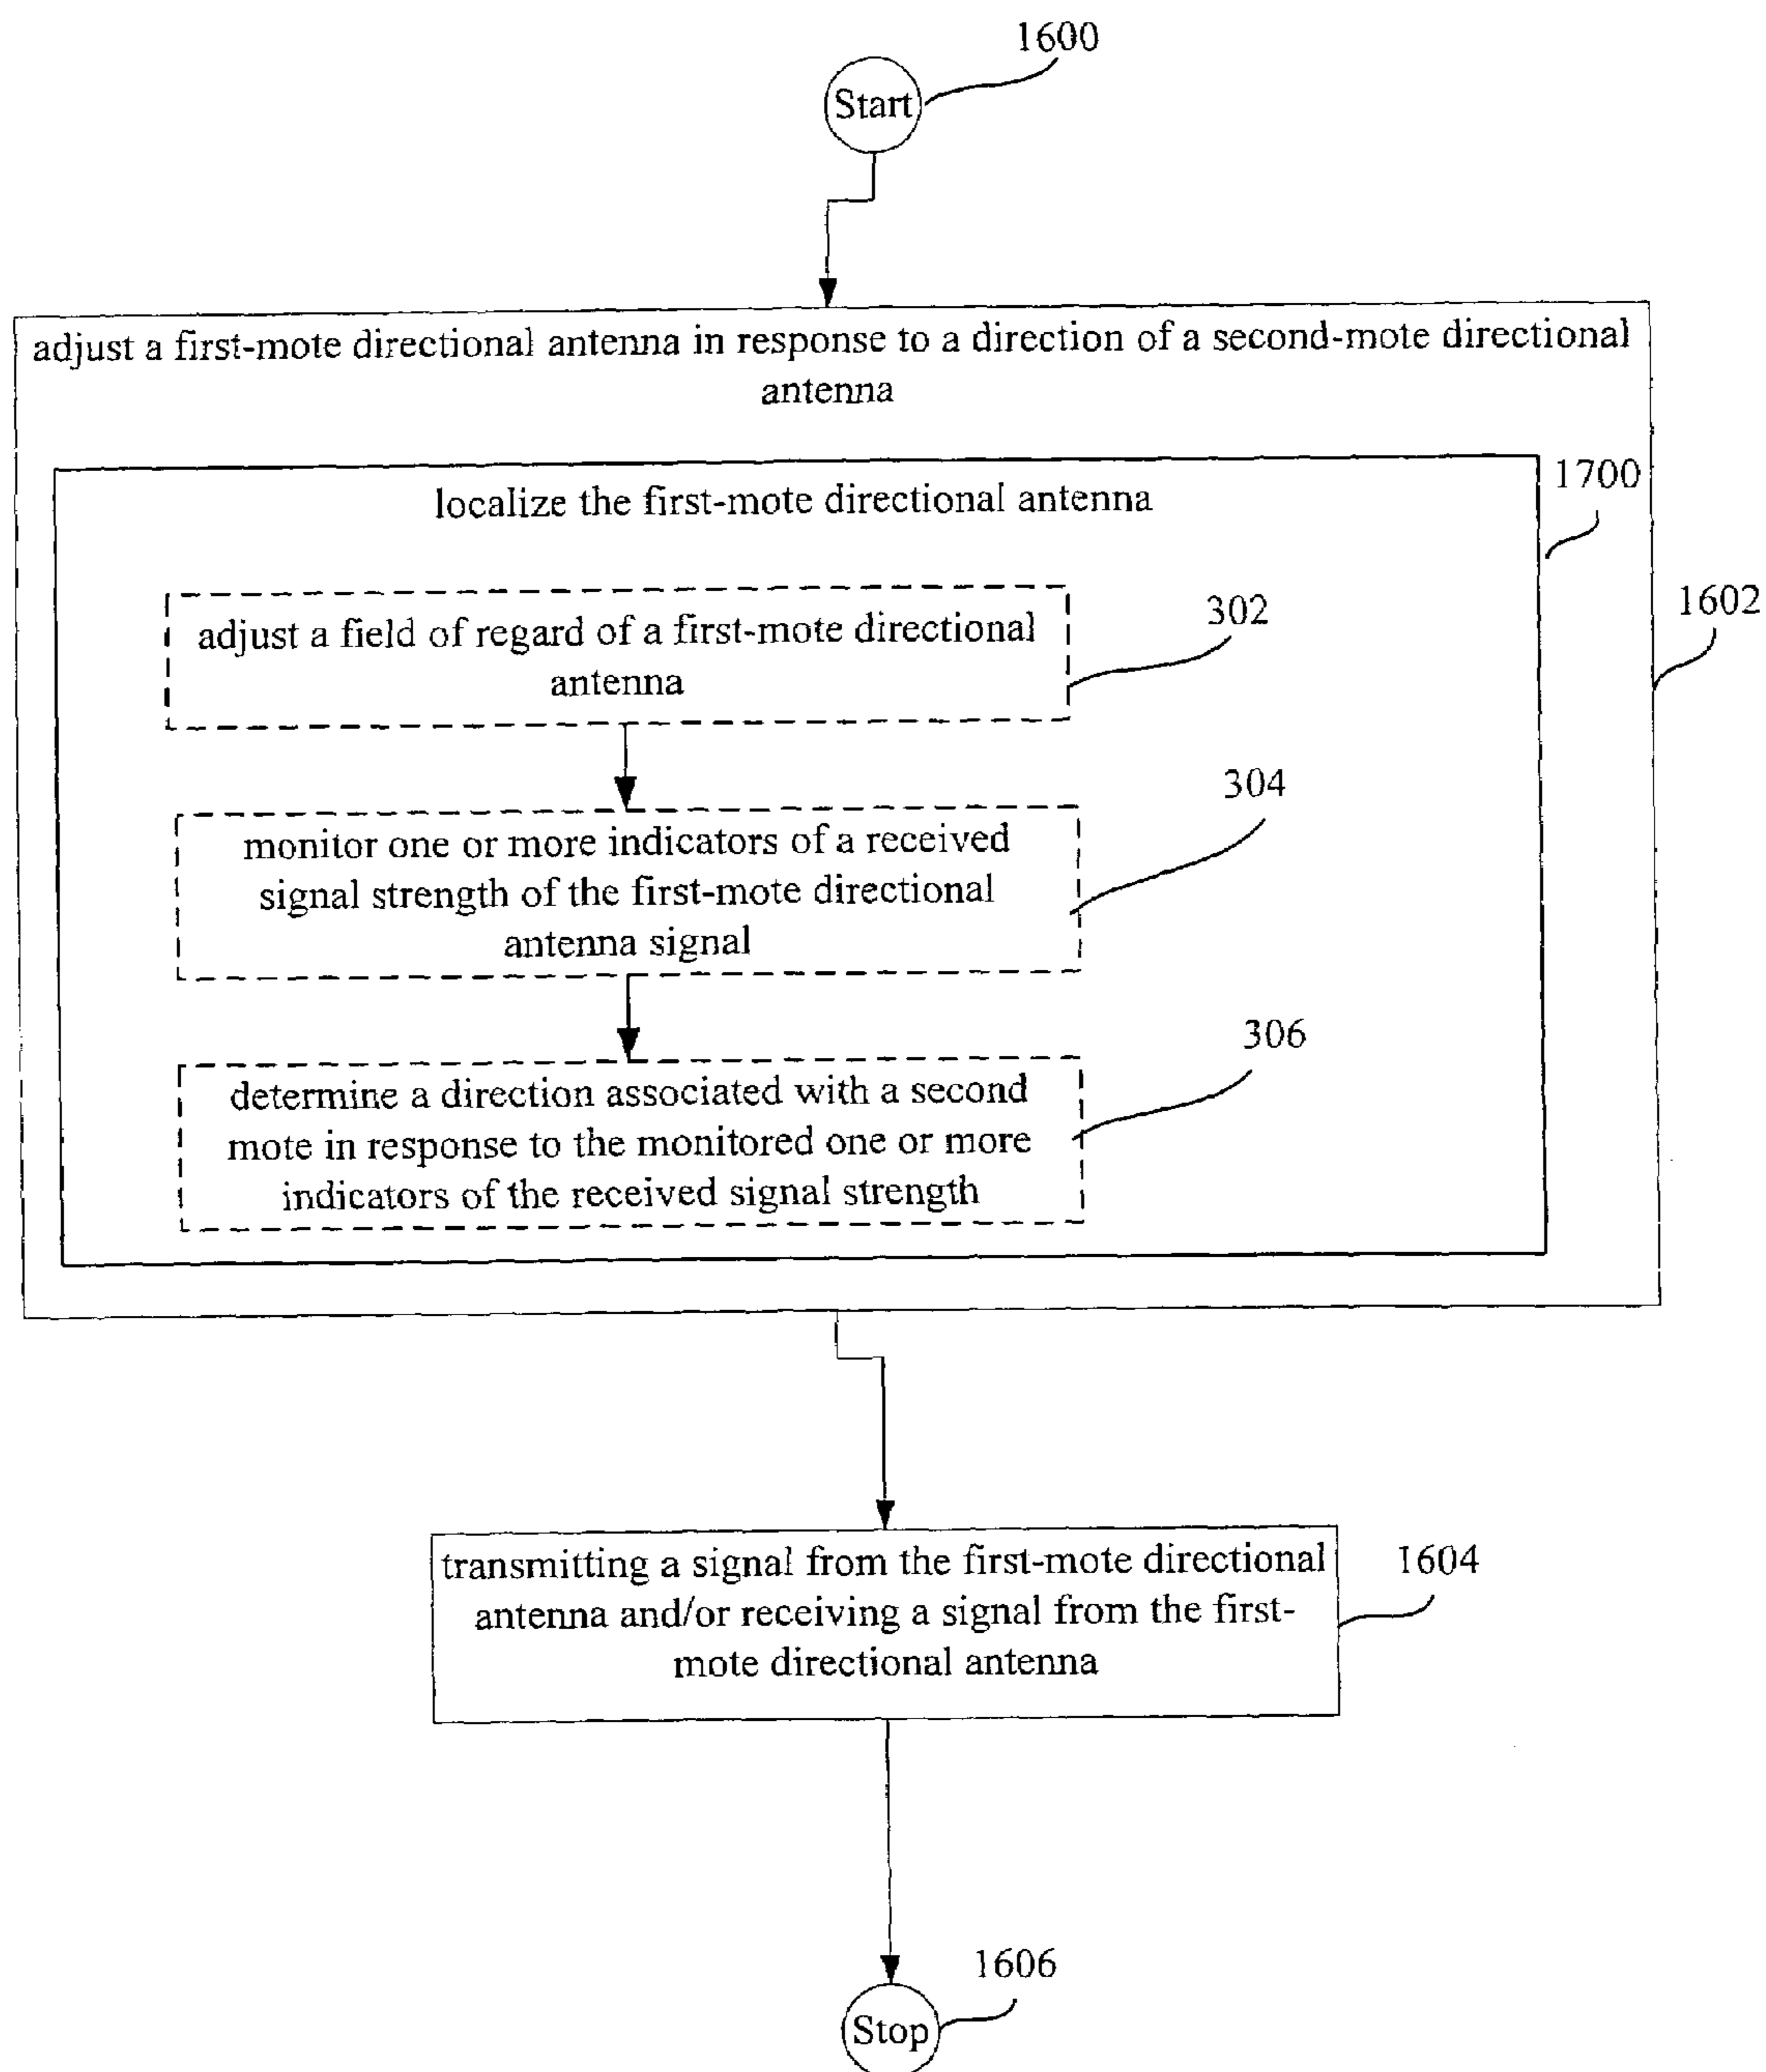 1600
Start
adjust a first-mote directional antenna in response to a direction of a second-mote directional
antenna
1700
localize the first-mote directional antenna
1602
302
adjust a field of regard of a first-mote directional
antenna
304
monitor one or more indicators of a received
signal strength of the first-mote directional
antenna signal
306
determine a direction associated with a second
mote in response to the monitored one or more
indicators of the received signal strength
1604
transmitting a signal from the first-mote directional
antenna and/or receiving a signal from the first-
mote directional antenna
1606
Stop